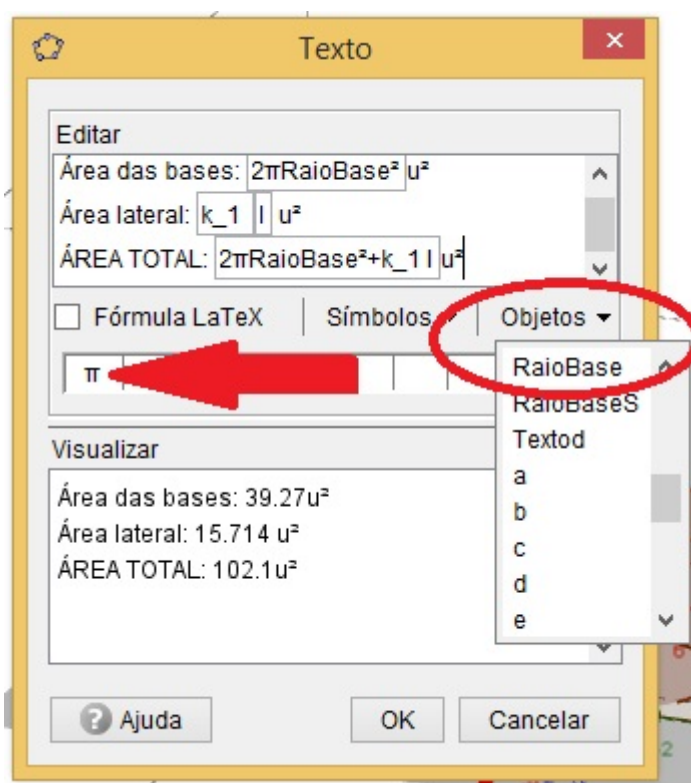 Texto
Editar
Área das bases: 2πRaioBase² u²
Área lateral: k_1 l u²
ÁREA TOTAL: 2πRaioBase²+k_1 l u²
Fórmula LaTeX Símbolos Objetos
π
RaioBase
RaioBaseS
Textod
a
b
c
d
e
Visualizar
Área das bases: 39.27u²
Área lateral: 15.714 u²
ÁREA TOTAL: 102.1u²
Ajuda OK Cancelar
6
2